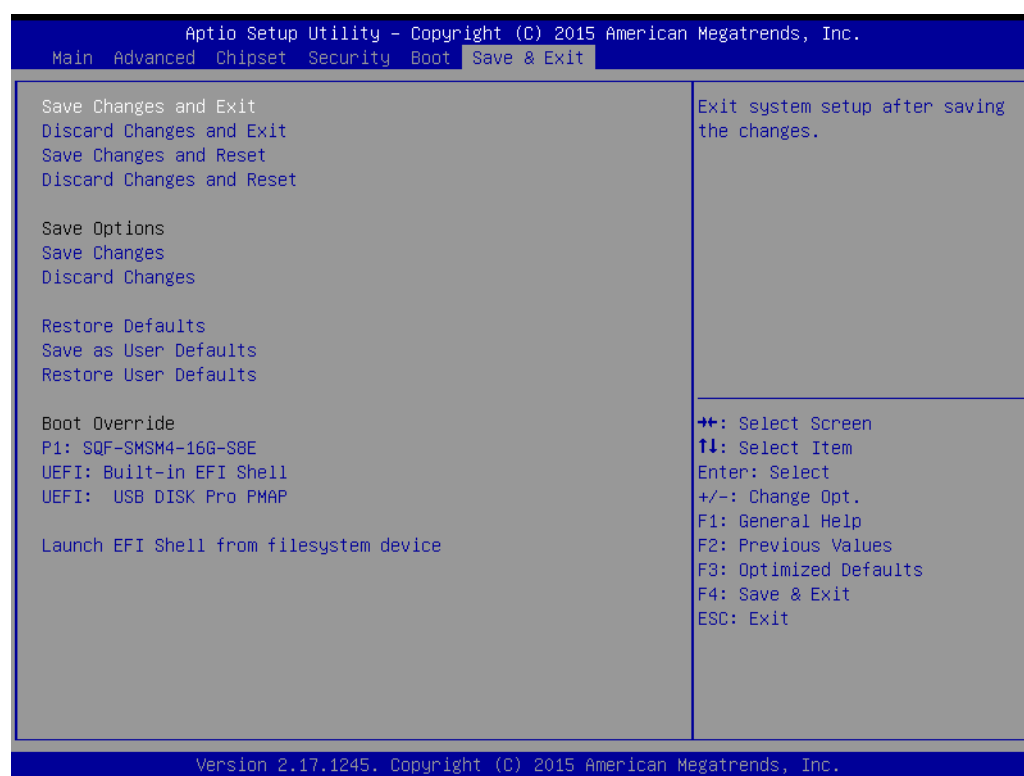 Aptio Setup Utility – Copyright (C) 2015 American Megatrends, Inc.
Main Advanced Chipset Security Boot Save & Exit
Save Changes and Exit
Discard Changes and Exit
Save Changes and Reset
Discard Changes and Reset
Save Options
Save Changes
Discard Changes
Restore Defaults
Save as User Defaults
Restore User Defaults
Boot Override
P1: SQF-SMSM4-16G-S8E
UEFI: Built-in EFI Shell
UEFI:  USB DISK Pro PMAP
Launch EFI Shell from filesystem device
Exit system setup after saving
the changes.
→←: Select Screen
↑↓: Select Item
Enter: Select
+/-: Change Opt.
F1: General Help
F2: Previous Values
F3: Optimized Defaults
F4: Save & Exit
ESC: Exit
Version 2.17.1245. Copyright (C) 2015 American Megatrends, Inc.